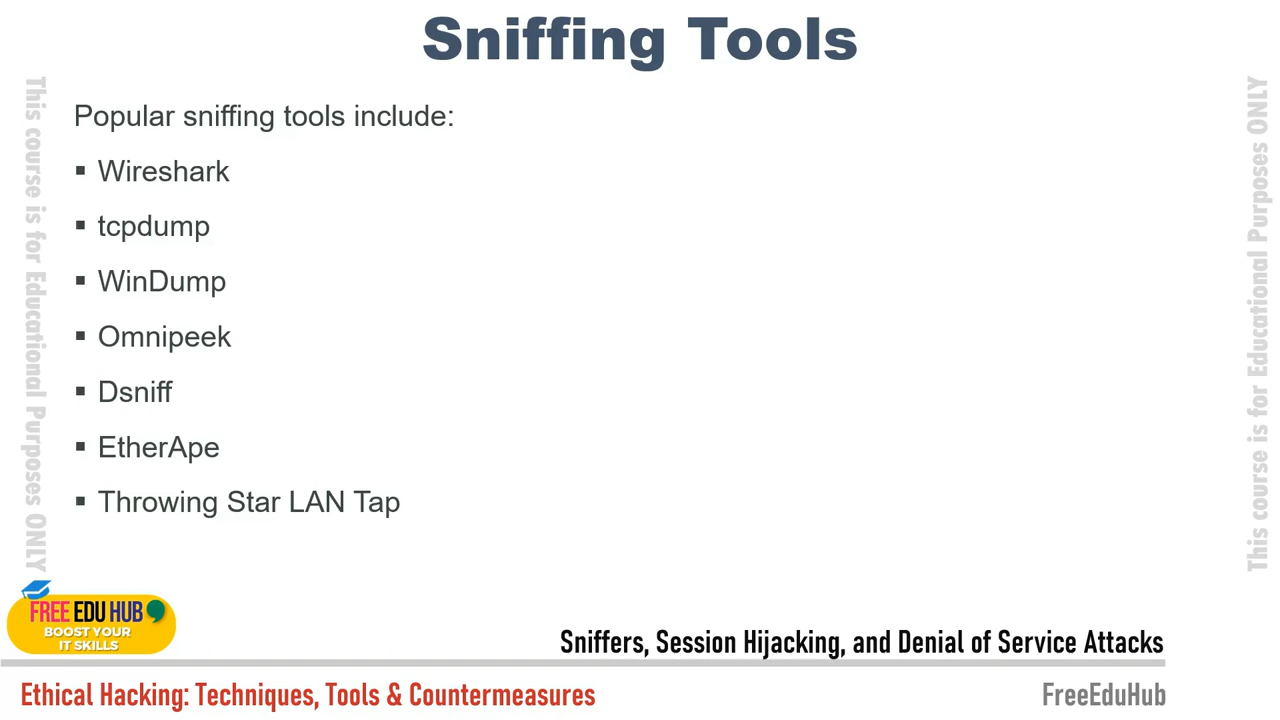 Sniffing Tools
Popular sniffing tools include:
▪ Wireshark
▪ tcpdump
▪ WinDump
▪ Omnipeek
▪ Dsniff
▪ EtherApe
▪ Throwing Star LAN Tap
This course is for Educational Purposes ONLY
This course is for Educational Purposes ONLY
FREE EDU HUB
BOOST YOUR
IT SKILLS
Sniffers, Session Hijacking, and Denial of Service Attacks
Ethical Hacking: Techniques, Tools & Countermeasures
FreeEduHub